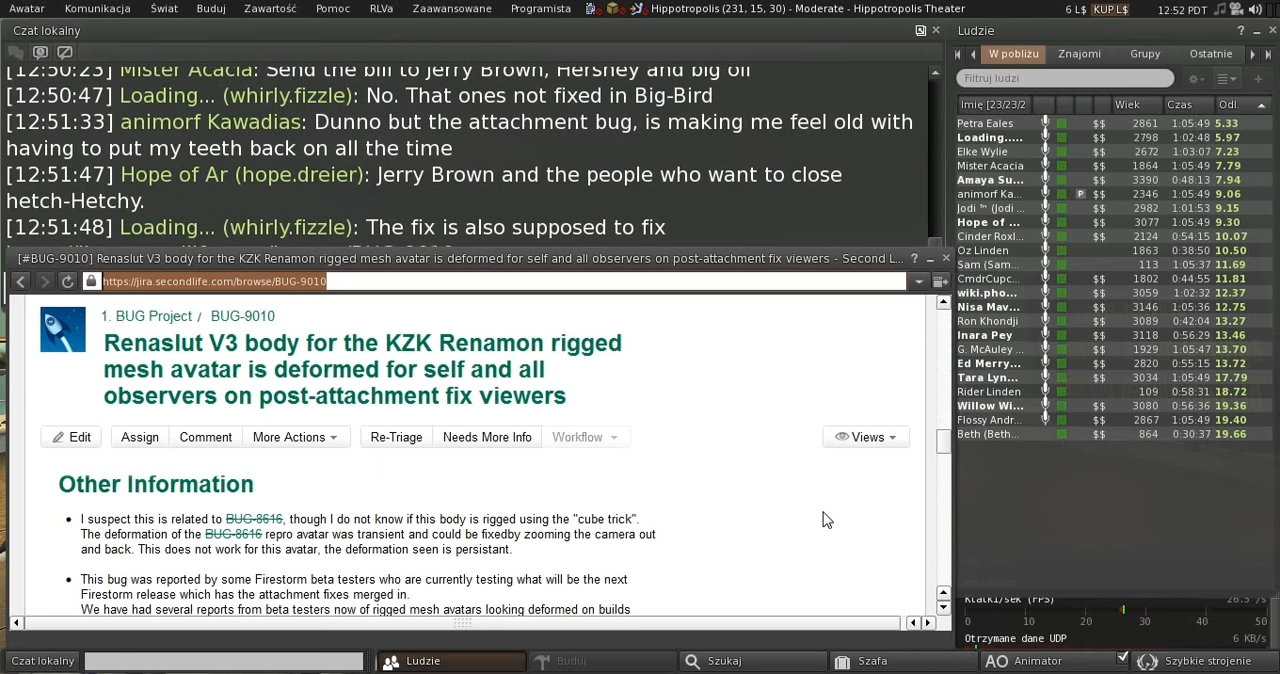 Awatar Komunikacja Świat Buduj Zawartość Pomoc RLVa Zaawansowane Programista Hippotropolis (231, 15, 30) - Moderate - Hippotropolis Theater 6 L$ KUP L$ 12:52 PDT
Czat lokalny
[12:50:23] Mister Acacia: Send the bill to Jerry Brown, Hershey and big oil
[12:50:47] Loading... (whirly.fizzle): No. That ones not fixed in Big-Bird
[12:51:33] animorf Kawadias: Dunno but the attachment bug, is making me feel old with
having to put my teeth back on all the time
[12:51:47] Hope of Ar (hope.dreier): Jerry Brown and the people who want to close
hetch-Hetchy.
[12:51:48] Loading... (whirly.fizzle): The fix is also supposed to fix
[#BUG-9010] Renaslut V3 body for the KZK Renamon rigged mesh avatar is deformed for self and all observers on post-attachment fix viewers - Second L... ?
https://jira.secondlife.com/browse/BUG-9010
1. BUG Project / BUG-9010
Renaslut V3 body for the KZK Renamon rigged
mesh avatar is deformed for self and all
observers on post-attachment fix viewers
Edit Assign Comment More Actions Re-Triage Needs More Info Workflow Views
Other Information
I suspect this is related to BUG-8616, though I do not know if this body is rigged using the "cube trick".
The deformation of the BUG-8616 repro avatar was transient and could be fixedby zooming the camera out
and back. This does not work for this avatar, the deformation seen is persistant.
This bug was reported by some Firestorm beta testers who are currently testing what will be the next
Firestorm release which has the attachment fixes merged in.
We have had several reports from beta testers now of rigged mesh avatars looking deformed on builds
Ludzie ?
W pobliżu Znajomi Grupy Ostatnie
Filtruj ludzi
Imię [23/23/2 Wiek Czas Odl.
Petra Eales $$ 2861 1:05:49 5.33
Loading..... $$ 2798 1:02:48 5.97
Elke Wylie $$ 2672 1:03:07 7.23
Mister Acacia $$ 1864 1:05:49 7.79
Amaya Su... $$ 3390 0:48:13 7.94
animorf Ka... P $$ 2346 1:05:49 9.06
Jodi ™ (Jodi ... $$ 2982 1:01:53 9.15
Hope of ... $$ 3077 1:05:49 9.30
Cinder Roxl... $$ 2124 0:54:15 10.07
Oz Linden 1863 0:38:50 10.50
Sam (Sam... 113 1:05:37 11.69
CmdrCupc... $$ 1802 0:44:55 11.81
wiki.pho... $$ 3059 1:02:32 12.37
Nisa Mav... $$ 3146 1:05:36 12.75
Ron Khondji $$ 3089 0:42:04 13.27
Inara Pey $$ 3118 0:56:29 13.46
G. McAuley ... $$ 1929 1:05:47 13.70
Ed Merry... $$ 2820 0:55:15 13.72
Tara Lyn... $$ 3034 1:05:49 17.79
Rider Linden 109 0:58:31 18.72
Willow Wi... $$ 3080 0:56:36 19.36
Flossy Andr... $$ 2867 1:05:49 19.40
Beth (Beth... $$ 864 0:30:37 19.66
Klatki/sek (FPS) 26.5 /s
0 10 20 30 40 50
Otrzymane dane UDP 6 KB/s
Czat lokalny Ludzie Buduj Szukaj Szafa AO Animator Szybkie strojenie